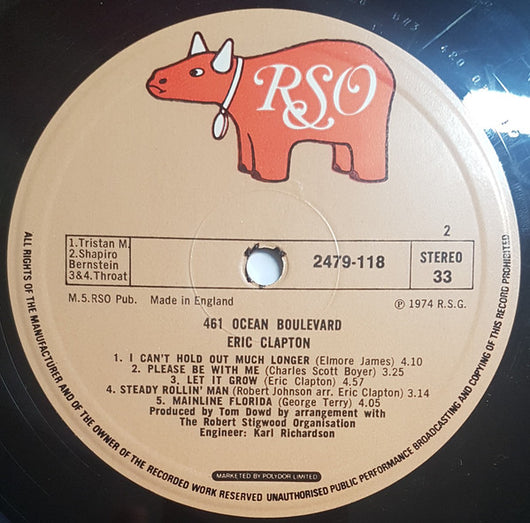 RSO
2
1.Tristan M.
2.Shapiro
Bernstein
3&4.Throat
2479-118
STEREO
33
M.5.RSO Pub.
Made in England
℗ 1974 R.S.G.
461 OCEAN BOULEVARD
ERIC CLAPTON
1. I CAN'T HOLD OUT MUCH LONGER (Elmore James) 4.10
2. PLEASE BE WITH ME (Charles Scott Boyer) 3.25
3. LET IT GROW (Eric Clapton) 4.57
4. STEADY ROLLIN' MAN (Robert Johnson arr. Eric Clapton) 3.14
5. MAINLINE FLORIDA (George Terry) 4.05
Produced by Tom Dowd by arrangement with
The Robert Stigwood Organisation
Engineer: Karl Richardson
MARKETED BY POLYDOR LIMITED
ALL RIGHTS OF THE MANUFACTURER AND OF THE OWNER OF THE RECORDED WORK RESERVED UNAUTHORISED PUBLIC PERFORMANCE BROADCASTING AND COPYING OF THIS RECORD PROHIBITED